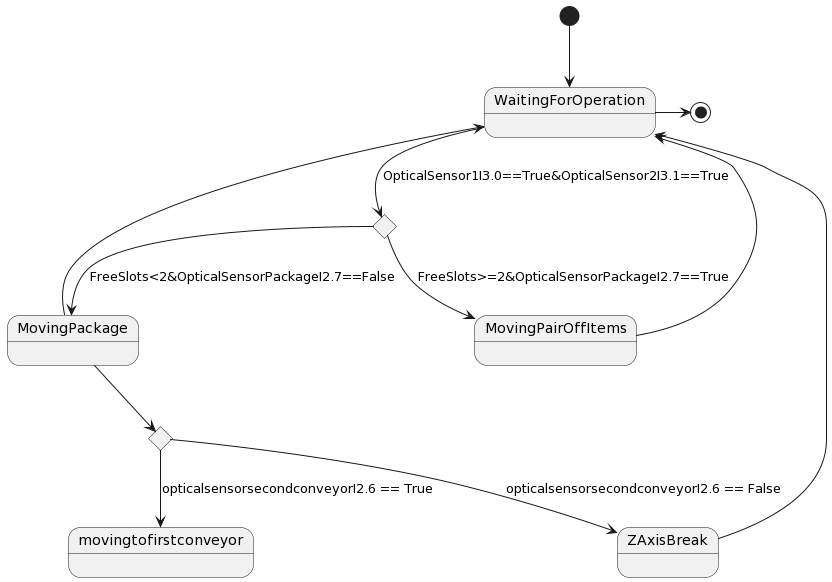 WaitingForOperation
OpticalSensor1I3.0==True&OpticalSensor2I3.1==True
FreeSlots<2&OpticalSensorPackageI2.7==False
FreeSlots>=2&OpticalSensorPackageI2.7==True
MovingPackage
MovingPairOffItems
opticalsensorsecondconveyorI2.6 == True
opticalsensorsecondconveyorI2.6 == False
movingtofirstconveyor
ZAxisBreak